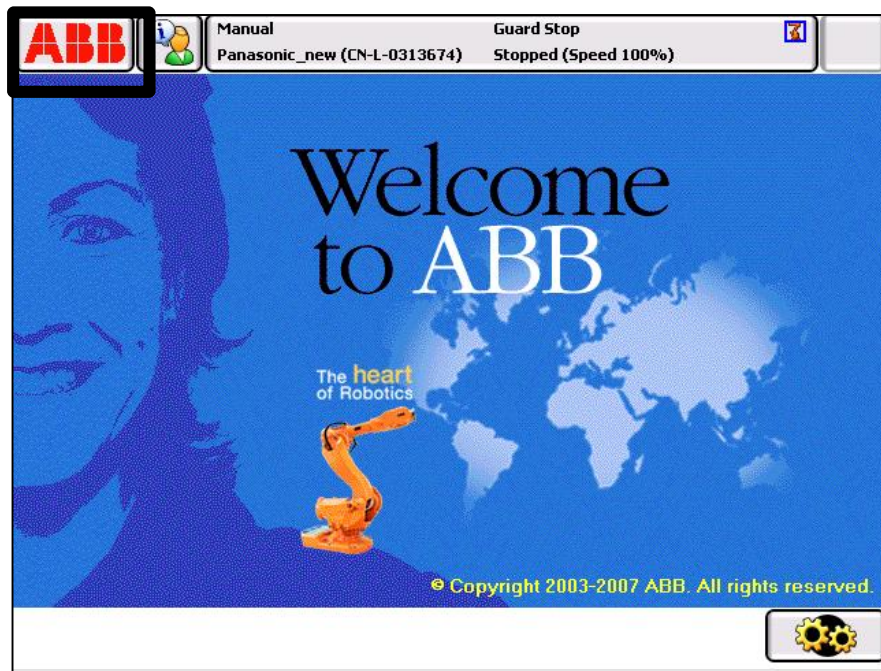 ABB
Manual
Guard Stop
Panasonic_new (CN-L-0313674)
Stopped (Speed 100%)
Welcome
to ABB
The heart
of Robotics
© Copyright 2003-2007 ABB. All rights reserved.